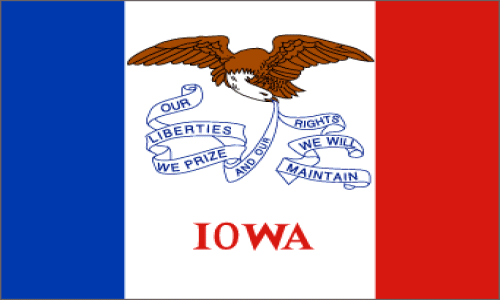 OUR
LIBERTIES
WE PRIZE
AND OUR
RIGHTS
WE WILL
MAINTAIN
IOWA